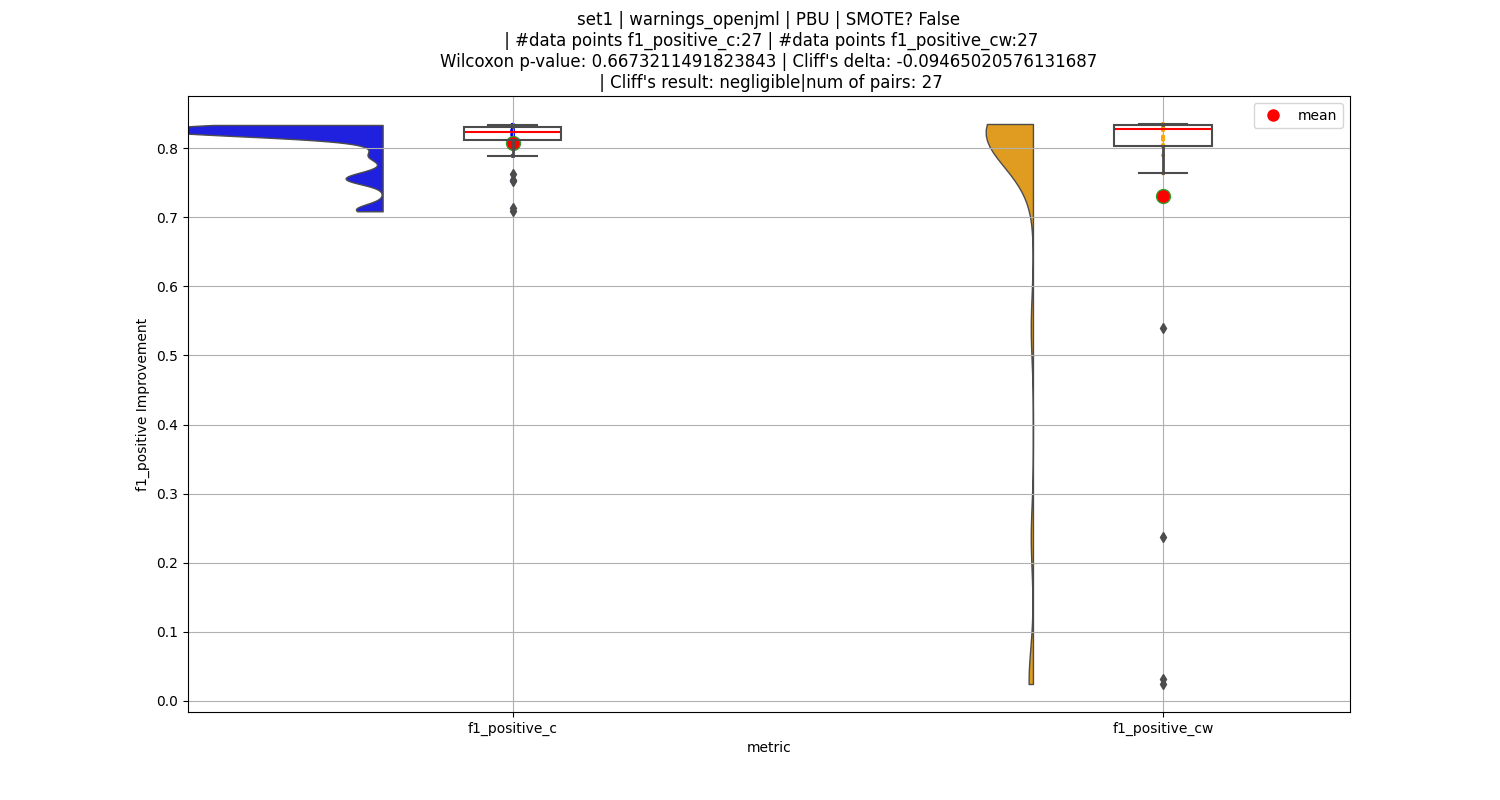 set1 | warnings_openjml | PBU | SMOTE? False
| #data points f1_positive_c:27 | #data points f1_positive_cw:27
Wilcoxon p-value: 0.6673211491823843 | Cliff's delta: -0.09465020576131687
| Cliff's result: negligible|num of pairs: 27
mean
0.8
0.7
0.6
0.5
0.4
0.3
0.2
0.1
0.0
f1_positive Improvement
f1_positive_c
f1_positive_cw
metric